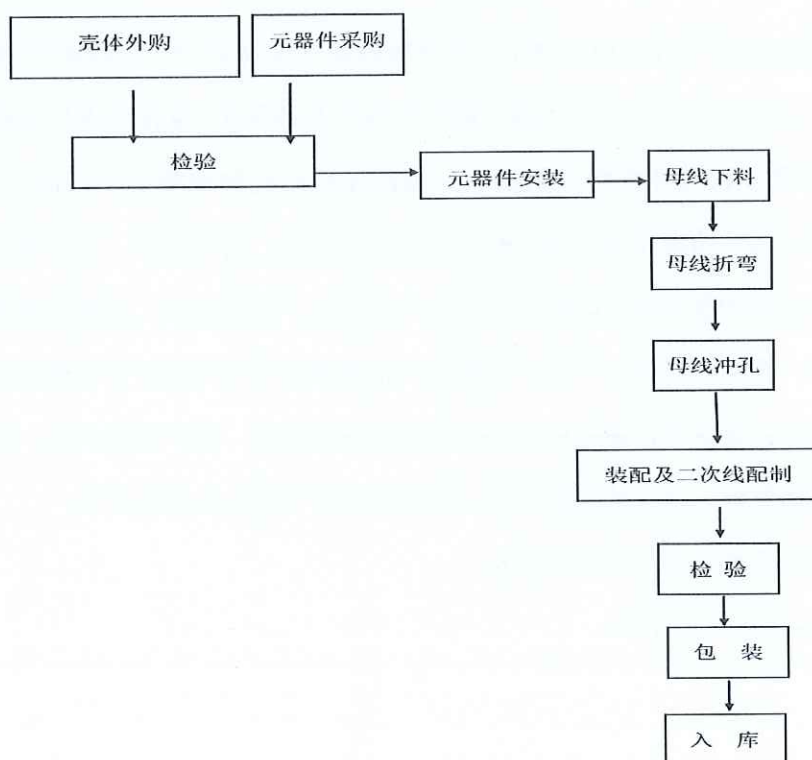 壳体外购
元器件采购
检验
元器件安装
母线下料
母线折弯
母线冲孔
装配及二次线配制
检 验
包 装
入 库